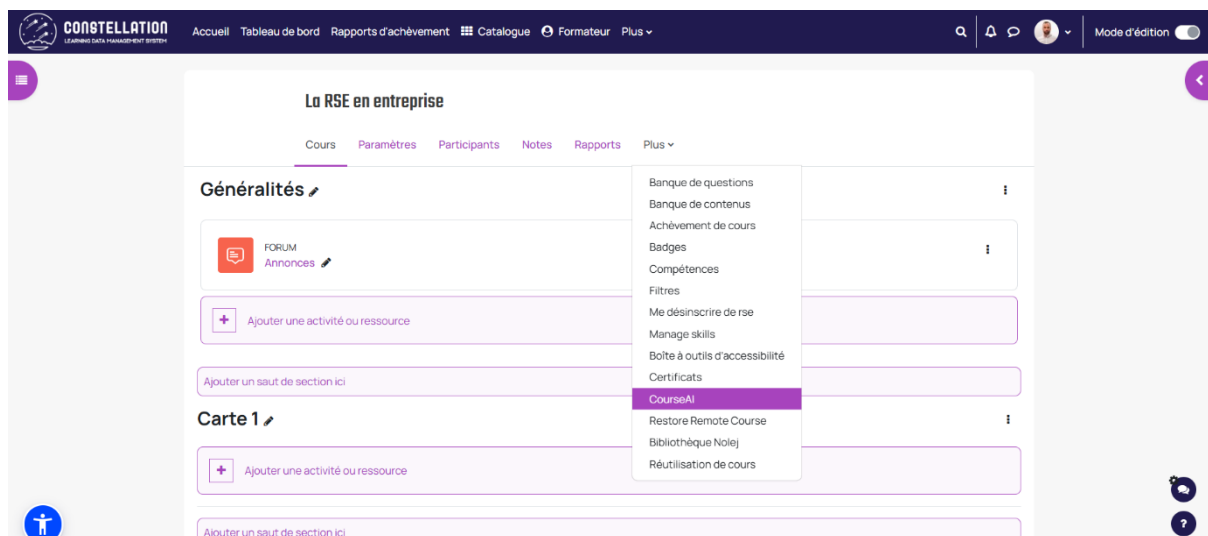 CONSTELLATION
LEARNING DATA MANAGEMENT SYSTEM
Accueil Tableau de bord Rapports d'achèvement Catalogue Formateur Plus
Mode d'édition
La RSE en entreprise
Cours Paramètres Participants Notes Rapports Plus
Généralités
FORUM
Annonces
Ajouter une activité ou ressource
Ajouter un saut de section ici
Carte 1
Ajouter une activité ou ressource
Ajouter un saut de section ici
Banque de questions
Banque de contenus
Achèvement de cours
Badges
Compétences
Filtres
Me désinscrire de rse
Manage skills
Boîte à outils d'accessibilité
Certificats
CourseAI
Restore Remote Course
Bibliothèque Nolej
Réutilisation de cours
?